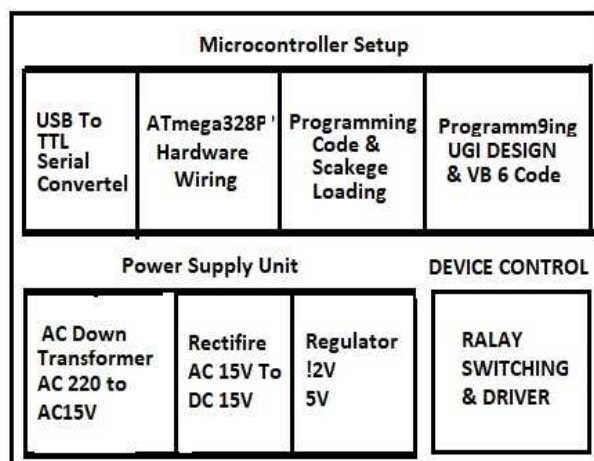 Microcontroller Setup
USB To
TTL
Serial
Convertel
ATmega328P '
Hardware
Wiring
Programming
Code &
Scakege
Loading
Programm9ing
UGI DESIGN
& VB 6 Code
Power Supply Unit
DEVICE CONTROL
AC Down
Transformer
AC 220 to
AC15V
Rectifire
AC 15V To
DC 15V
Regulator
!2V
5V
RALAY
SWITCHING
& DRIVER